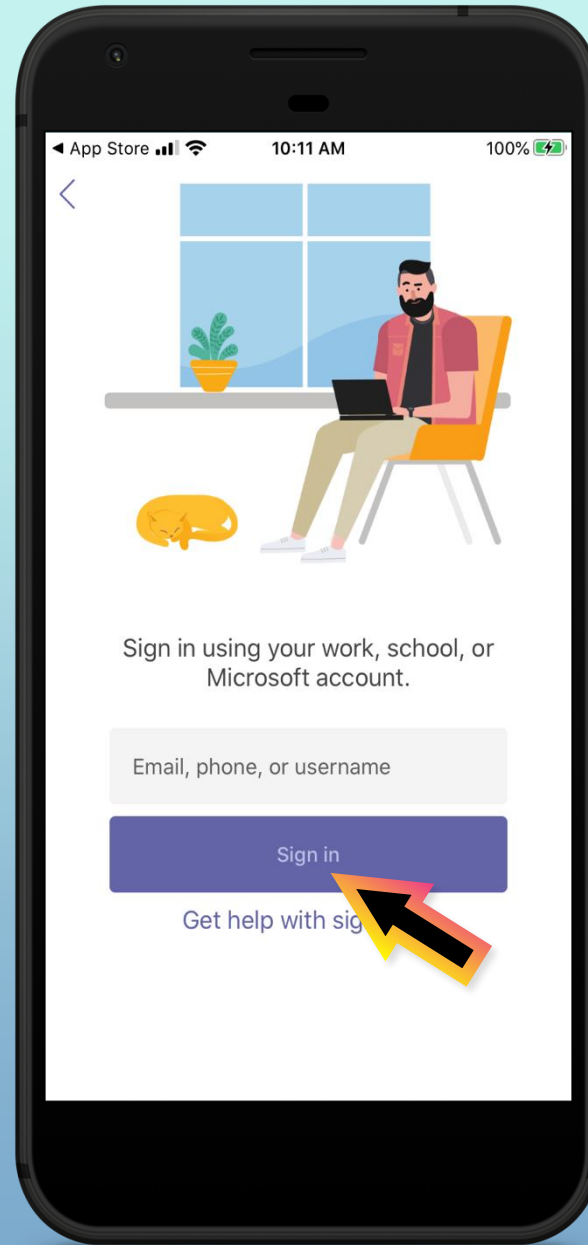 App Store 10:11 AM 100%
Sign in using your work, school, or
Microsoft account.
Email, phone, or username
Sign in
Get help with